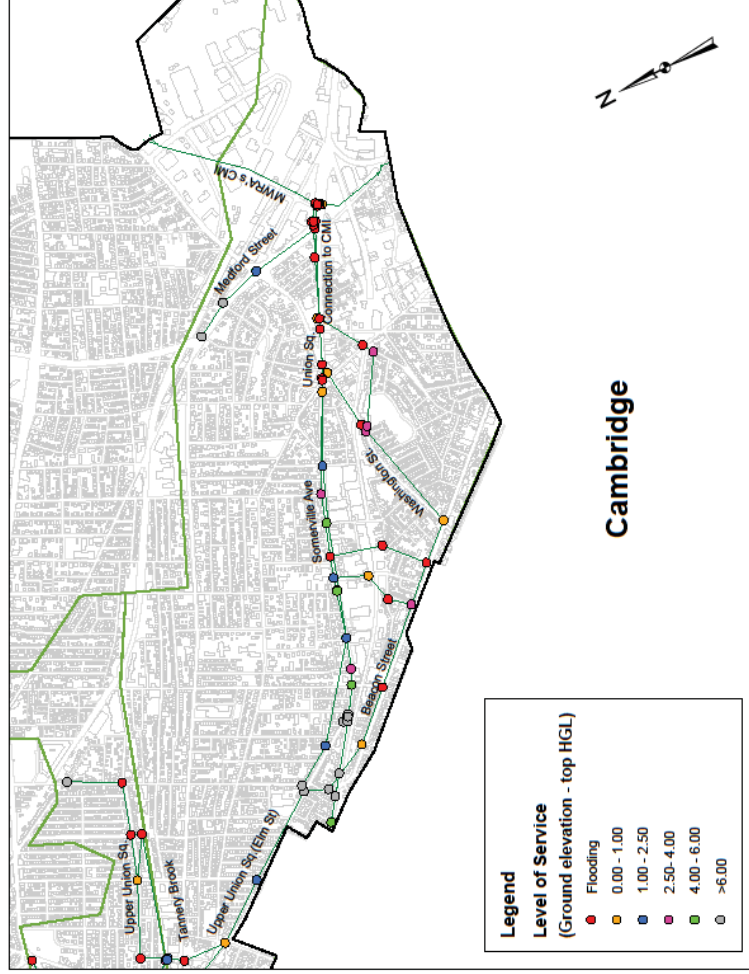 N
MWRA's CMI
Medford Street
Connection to CMI
Union Sq.
Washington St.
Somerville Ave
Cambridge
Beacon Street
Upper Union Sq.
Tannery Brook
Upper Union Sq.(Elm St)
Legend
Level of Service
(Ground elevation - top HGL)
Flooding
0.00 - 1.00
1.00 - 2.50
2.50 - 4.00
4.00 - 6.00
>6.00